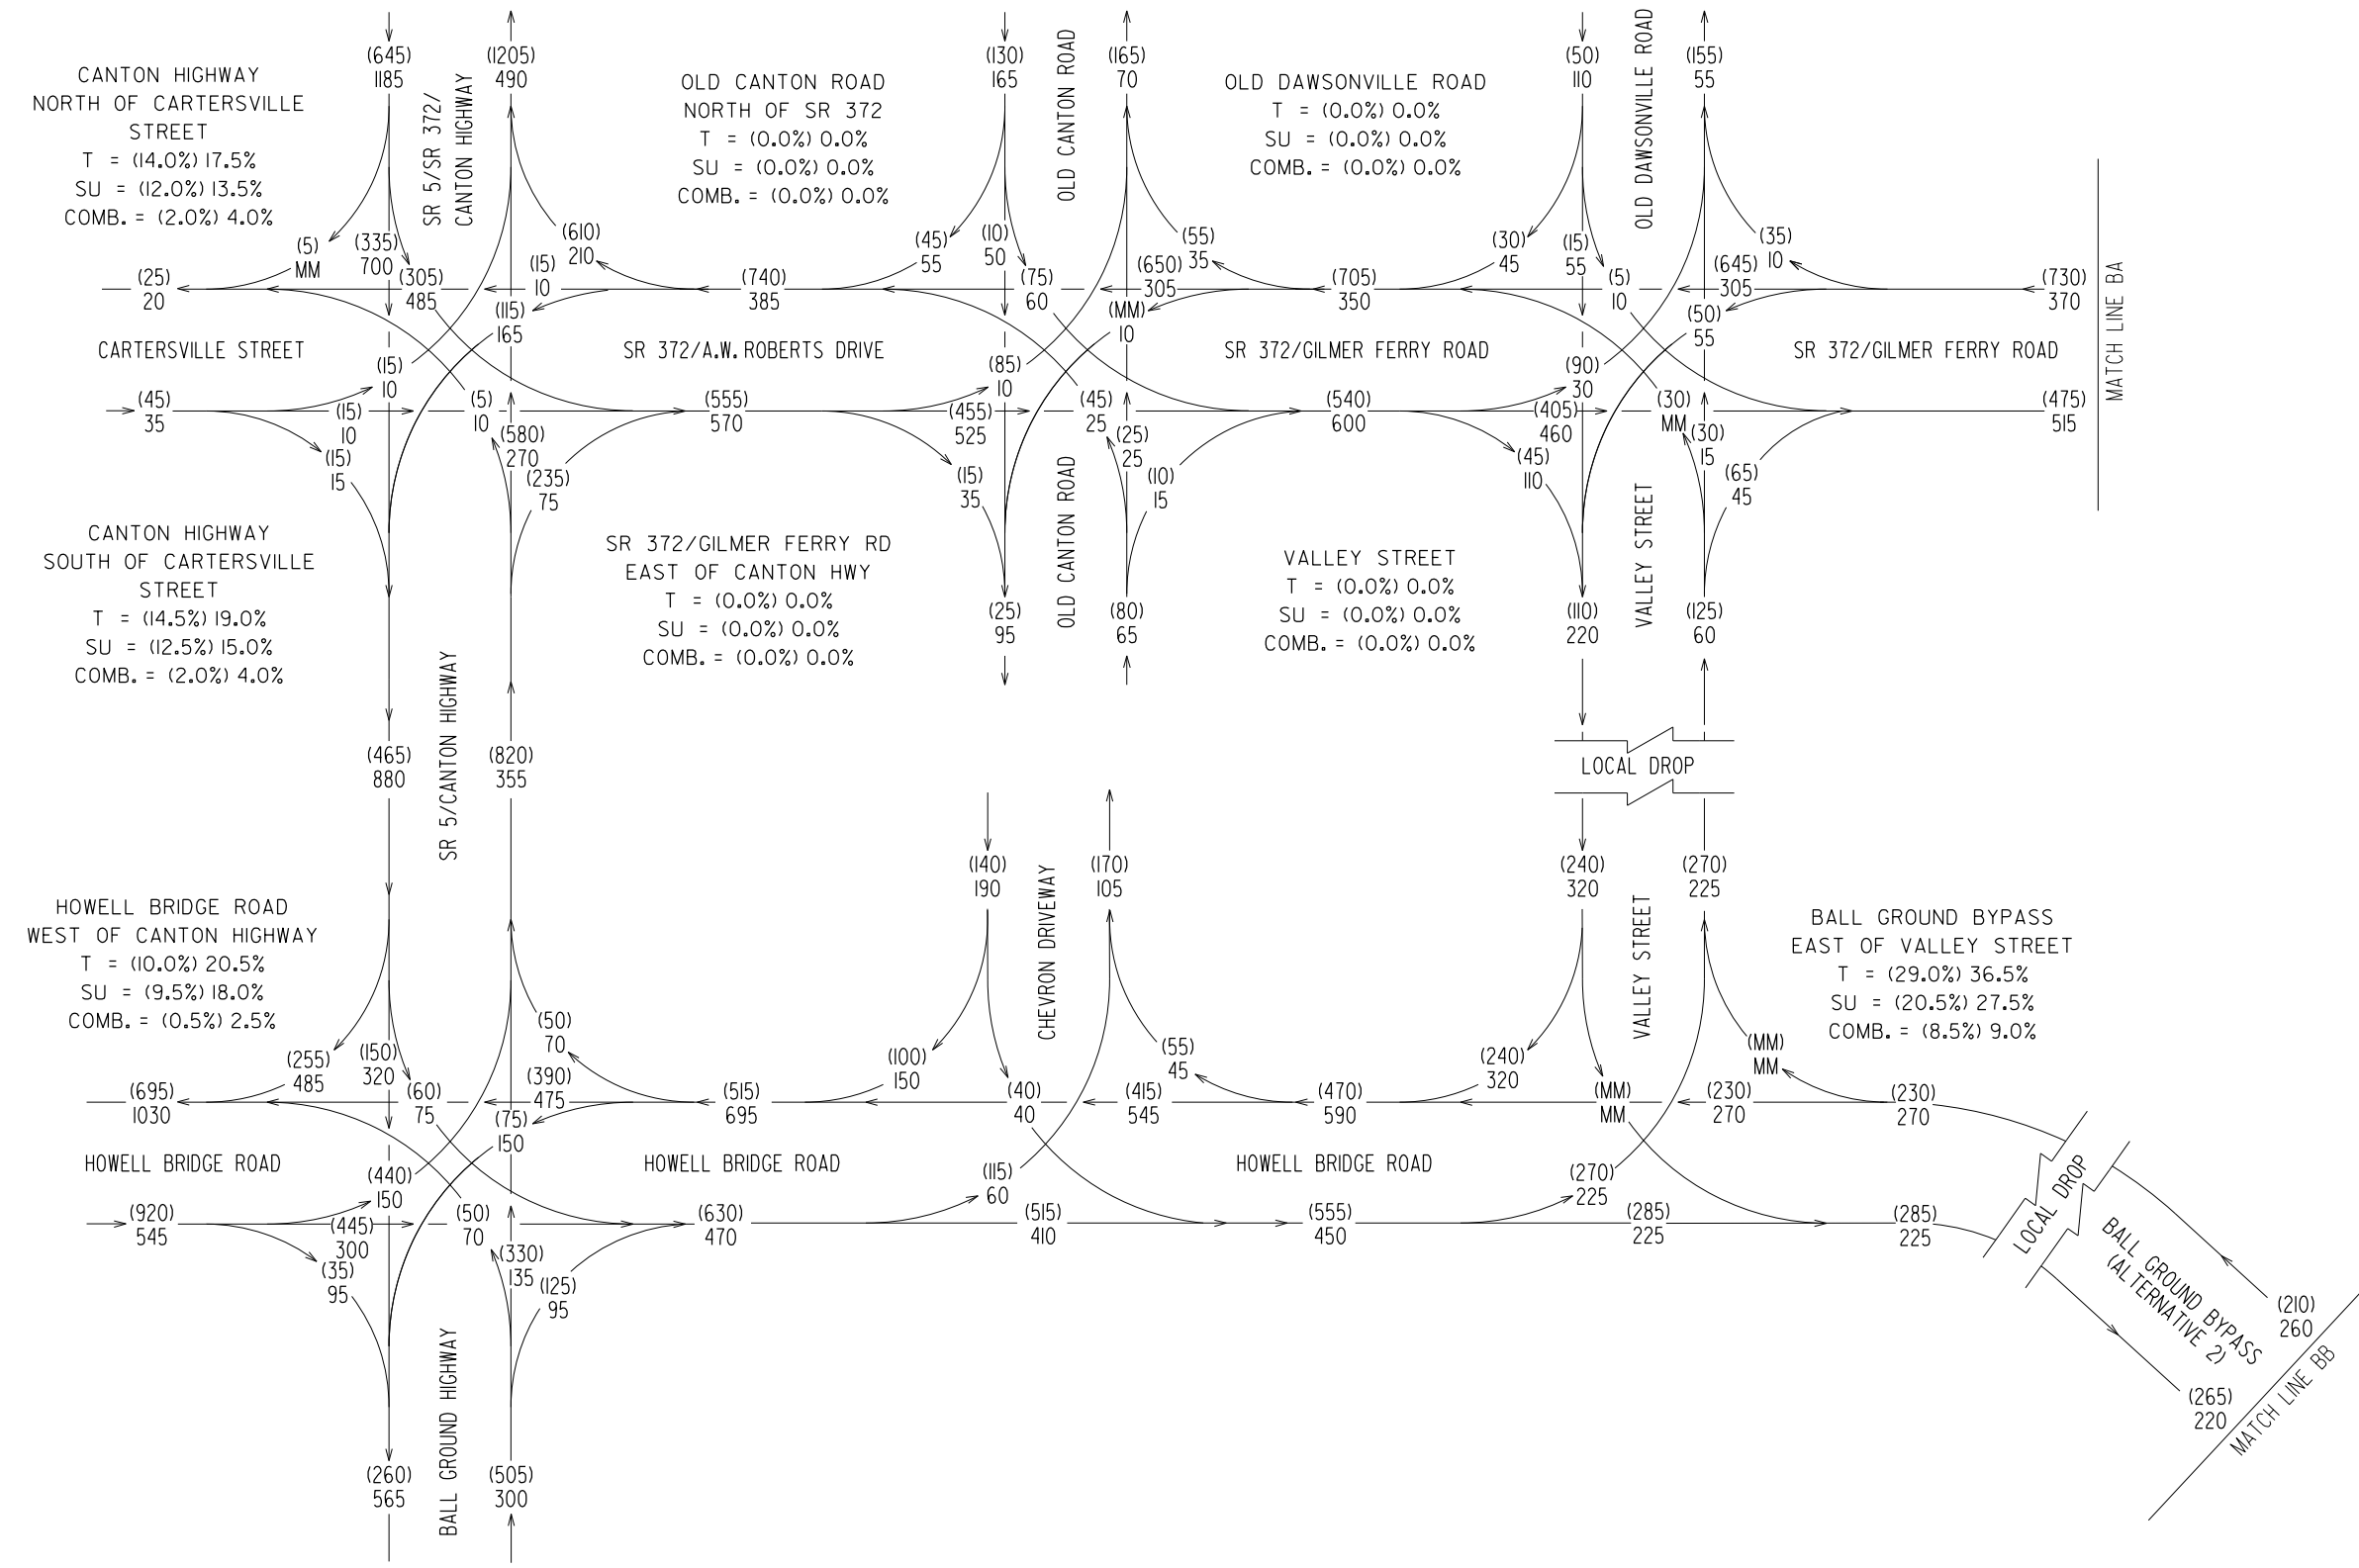 (645)
1185
(1205)
490
SR 5/SR 372/
CANTON HIGHWAY
CANTON HIGHWAY
NORTH OF CARTERSVILLE
STREET
T = (14.0%) 17.5%
SU = (12.0%) 13.5%
COMB. = (2.0%) 4.0%
OLD CANTON ROAD
NORTH OF SR 372
T = (0.0%) 0.0%
SU = (0.0%) 0.0%
COMB. = (0.0%) 0.0%
(130)
165
OLD CANTON ROAD
(165)
70
OLD DAWSONVILLE ROAD
T = (0.0%) 0.0%
SU = (0.0%) 0.0%
COMB. = (0.0%) 0.0%
(50)
110
OLD DAWSONVILLE ROAD
(155)
55
(5)
MM
(335)
700
(305)
485
(15)
10
(610)
210
(25)
20
(115)
165
(740)
385
(45)
55
(10)
50
(75)
60
(650)
305
(55)
35
(MM)
10
(705)
350
(30)
45
(15)
55
(5)
10
(645)
305
(35)
10
(50)
55
(730)
370
MATCH LINE BA
CARTERSVILLE STREET
SR 372/A.W. ROBERTS DRIVE
SR 372/GILMER FERRY ROAD
SR 372/GILMER FERRY ROAD
(45)
35
(15)
10
(15)
10
(15)
15
(5)
10
(580)
270
(235)
75
(555)
570
(85)
10
(455)
525
(15)
35
(45)
25
(25)
25
(10)
15
(540)
600
(90)
30
(405)
460
(45)
110
(30)
MM
(30)
15
(65)
45
(475)
515
CANTON HIGHWAY
SOUTH OF CARTERSVILLE
STREET
T = (14.5%) 19.0%
SU = (12.5%) 15.0%
COMB. = (2.0%) 4.0%
SR 372/GILMER FERRY RD
EAST OF CANTON HWY
T = (0.0%) 0.0%
SU = (0.0%) 0.0%
COMB. = (0.0%) 0.0%
OLD CANTON ROAD
(25)
95
(80)
65
VALLEY STREET
T = (0.0%) 0.0%
SU = (0.0%) 0.0%
COMB. = (0.0%) 0.0%
VALLEY STREET
(110)
220
(125)
60
(465)
880
SR 5/CANTON HIGHWAY
(820)
355
LOCAL DROP
(140)
190
CHEVRON DRIVEWAY
(170)
105
(240)
320
VALLEY STREET
(270)
225
HOWELL BRIDGE ROAD
WEST OF CANTON HIGHWAY
T = (10.0%) 20.5%
SU = (9.5%) 18.0%
COMB. = (0.5%) 2.5%
BALL GROUND BYPASS
EAST OF VALLEY STREET
T = (29.0%) 36.5%
SU = (20.5%) 27.5%
COMB. = (8.5%) 9.0%
(255)
485
(150)
320
(60)
75
(390)
475
(50)
70
(695)
1030
(75)
150
(515)
695
(100)
150
(40)
40
(415)
545
(55)
45
(470)
590
(240)
320
(MM)
MM
(230)
270
(MM)
MM
(230)
270
HOWELL BRIDGE ROAD
HOWELL BRIDGE ROAD
HOWELL BRIDGE ROAD
(920)
545
(440)
150
(445)
300
(35)
95
(50)
70
(330)
135
(125)
95
(630)
470
(115)
60
(515)
410
(555)
450
(270)
225
(285)
225
(285)
225
LOCAL DROP
BALL GROUND BYPASS
(ALTERNATIVE 2)
(210)
260
(265)
220
MATCH LINE BB
(260)
565
BALL GROUND HIGHWAY
(505)
300